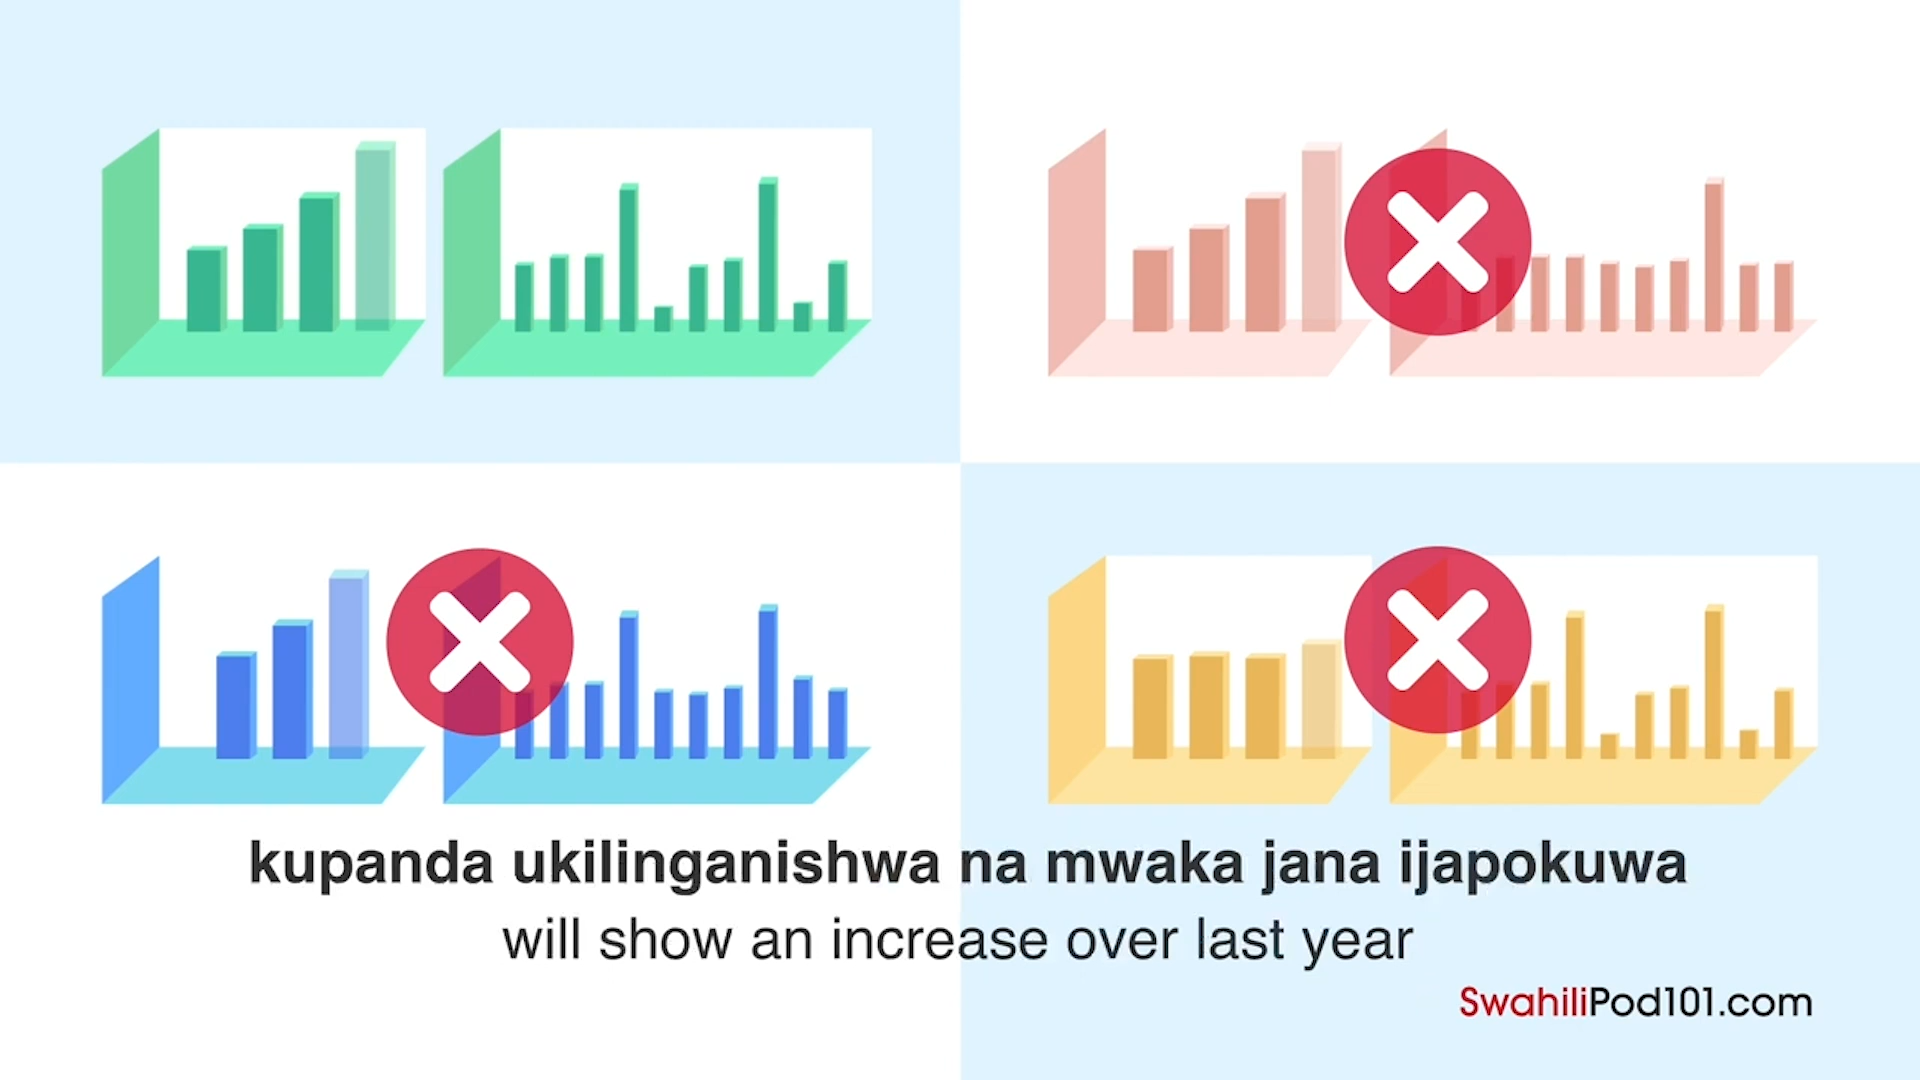 kupanda ukilinganishwa na mwaka jana ijapokuwa
will show an increase over last year
SwahiliPod101.com